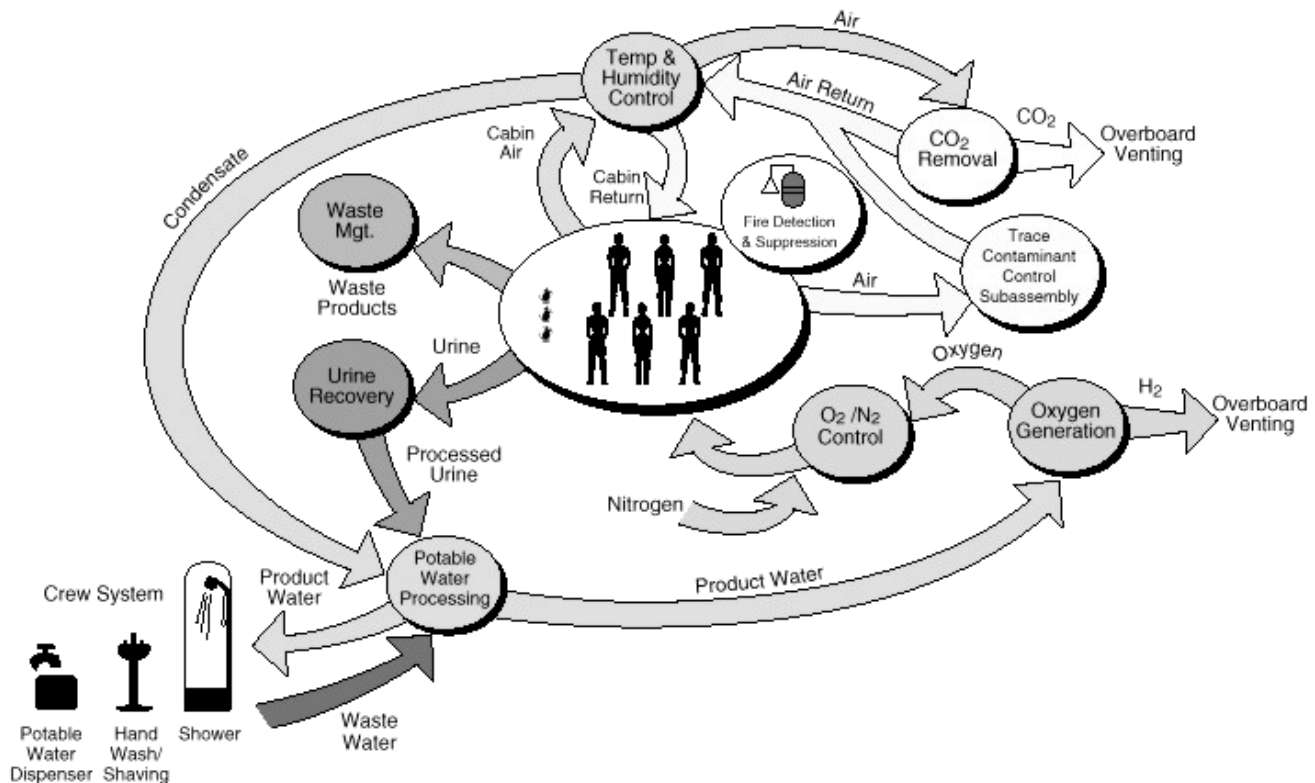 Air
Temp &
Humidity
Control
Air Return
CO2
Removal
CO2
Overboard
Venting
Cabin
Air
Cabin
Return
Condensate
Waste
Mgt.
Waste
Products
Fire Detection
& Suppression
Trace
Contaminant
Control
Subassembly
Air
Urine
Urine
Recovery
Processed
Urine
Oxygen
O2 /N2
Control
Oxygen
Generation
H2
Overboard
Venting
Nitrogen
Potable
Water
Processing
Product Water
Product
Water
Crew System
Waste
Water
Potable
Water
Dispenser
Hand
Wash/
Shaving
Shower